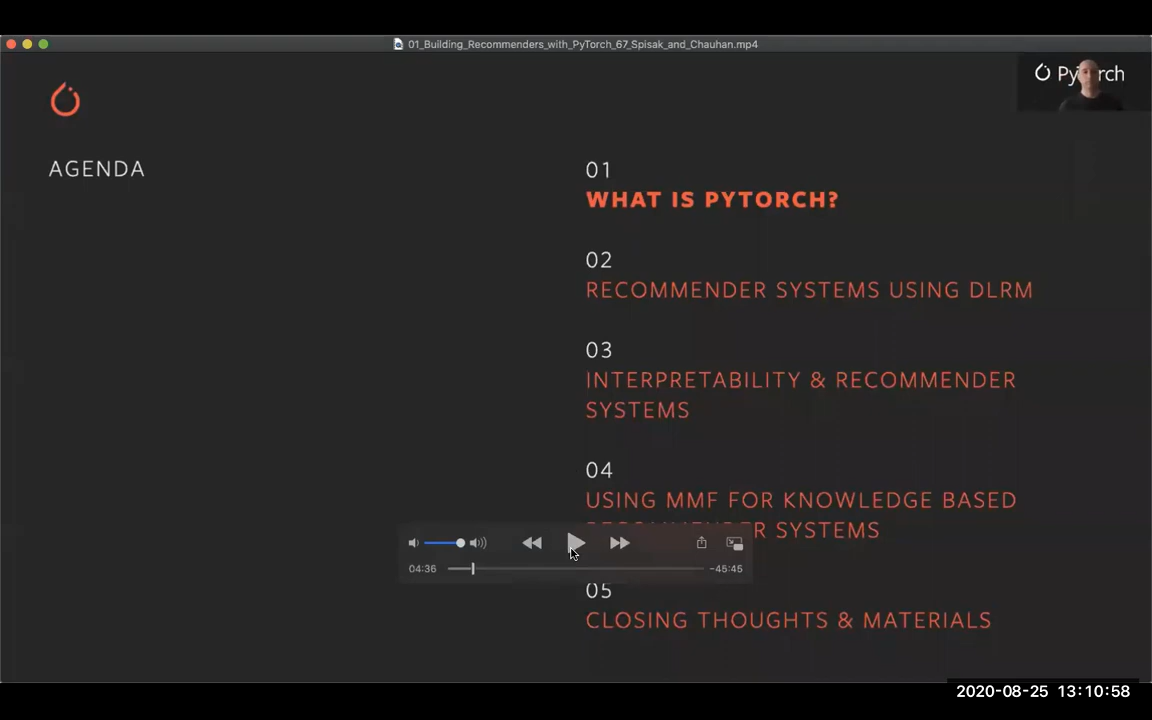 01_Building_Recommenders_with_PyTorch_67_Spisak_and_Chauhan.mp4
AGENDA
01
WHAT IS PYTORCH?
02
RECOMMENDER SYSTEMS USING DLRM
03
INTERPRETABILITY & RECOMMENDER
SYSTEMS
04
USING MMF FOR KNOWLEDGE BASED
RECOMMENDER SYSTEMS
04:36
-45:45
05
CLOSING THOUGHTS & MATERIALS
2020-08-25 13:10:58